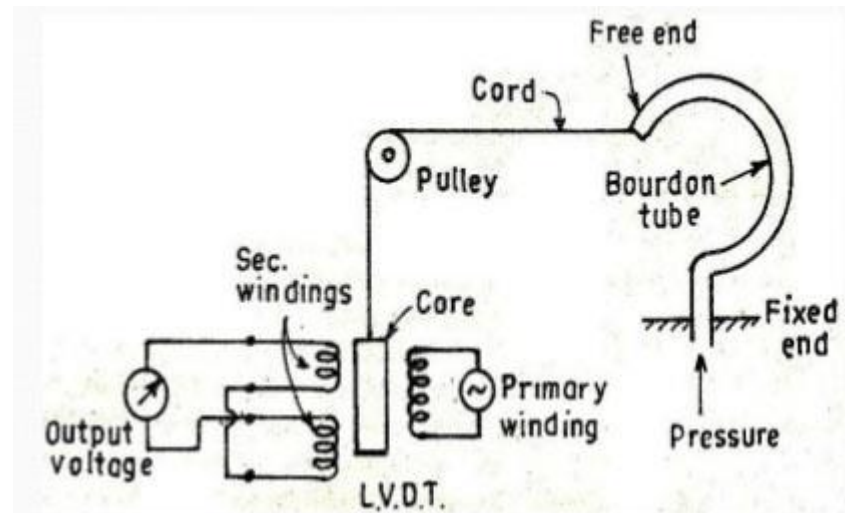 Free end
Cord
Pulley
Bourdon
tube
Sec.
windings
Core
Fixed
end
Primary
winding
Output
voltage
Pressure
L.V.D.T.